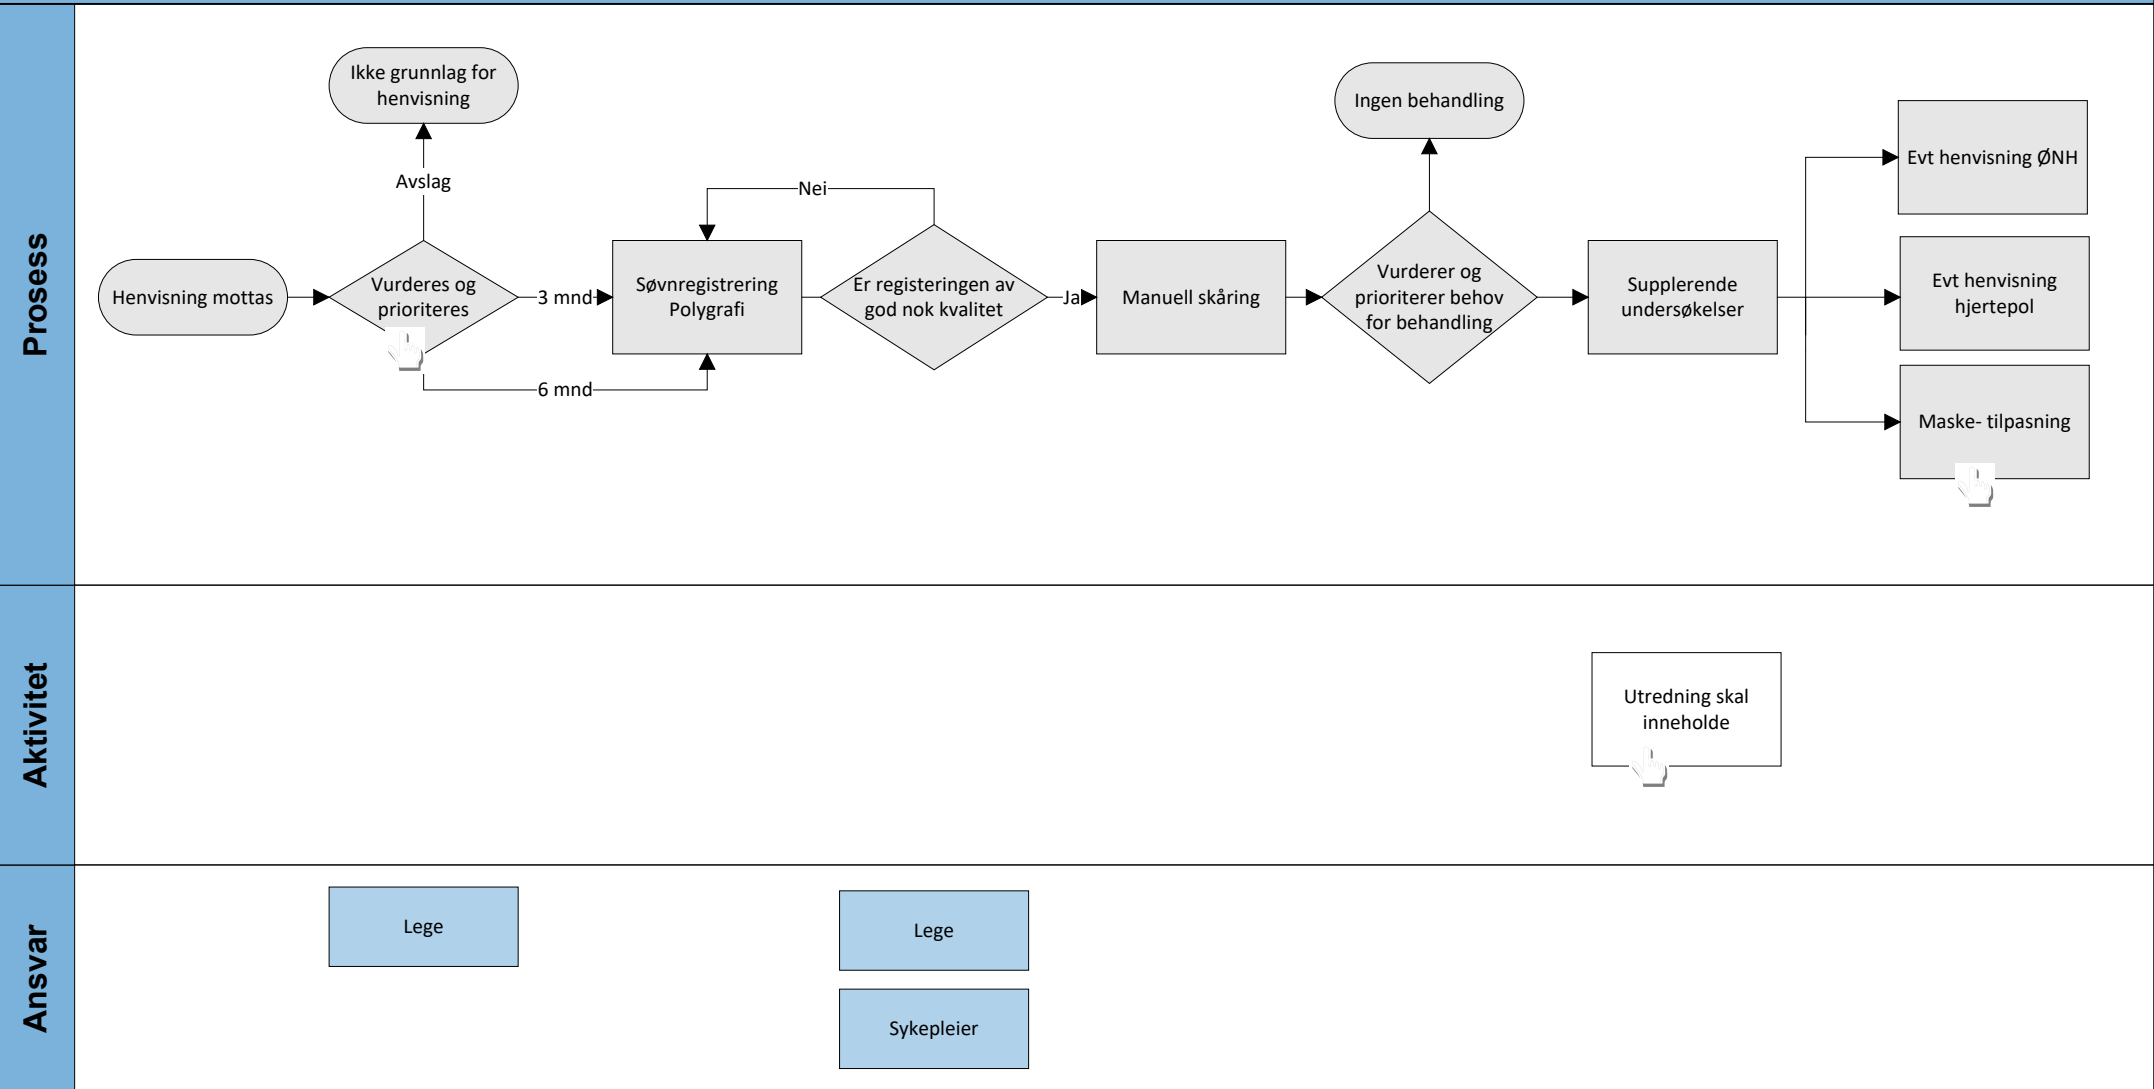 Prosess
Ikke grunnlag for
henvisning
Avslag
Henvisning mottas
Vurderes og
prioriteres
3 mnd
6 mnd
Søvnregistrering
Polygrafi
Nei
Er registeringen av
god nok kvalitet
Ja
Manuell skåring
Ingen behandling
Vurderer og
prioriterer behov
for behandling
Supplerende
undersøkelser
Evt henvisning ØNH
Evt henvisning
hjertepol
Maske- tilpasning
Aktivitet
Utredning skal
inneholde
Ansvar
Lege
Lege
Sykepleier